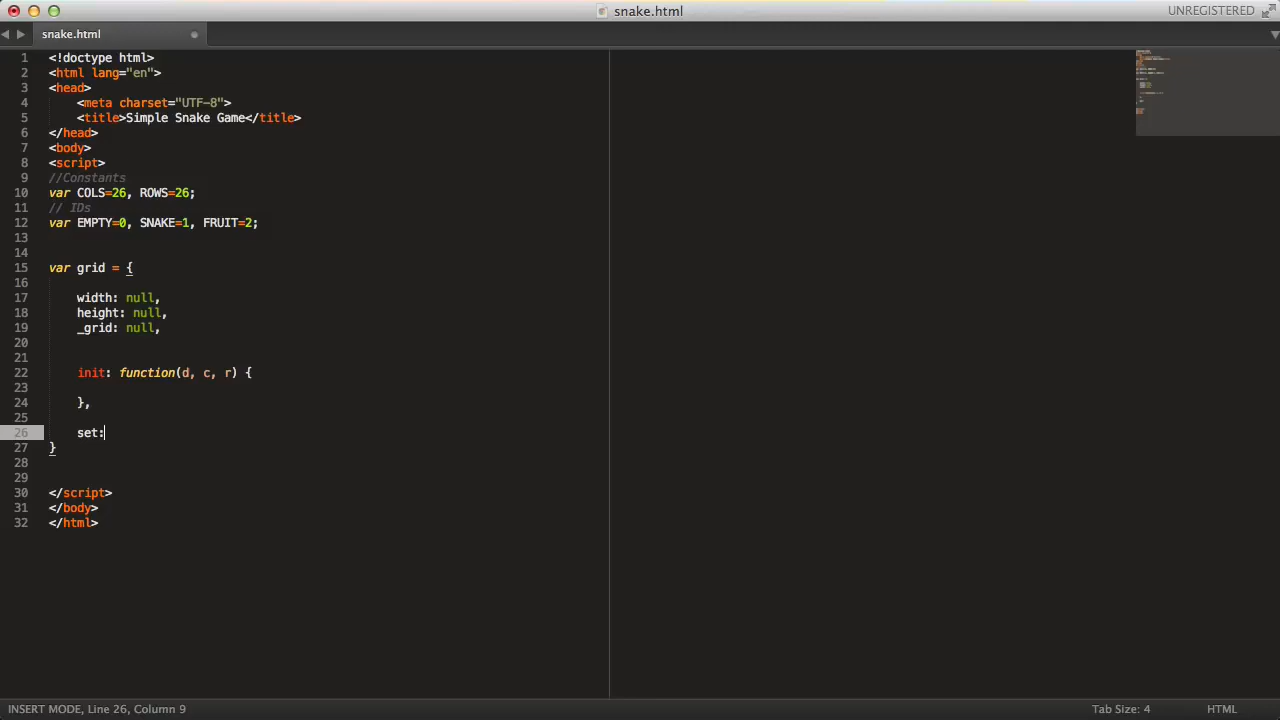 snake.html
UNREGISTERED
snake.html
1 <!doctype html>
2 <html lang="en">
3 <head>
4     <meta charset="UTF-8">
5     <title>Simple Snake Game</title>
6 </head>
7 <body>
8 <script>
9 //Constants
10 var COLS=26, ROWS=26;
11 // IDs
12 var EMPTY=0, SNAKE=1, FRUIT=2;
13
14
15 var grid = {
16
17     width: null,
18     height: null,
19     _grid: null,
20
21
22     init: function(d, c, r) {
23
24     },
25
26     set:
27 }
28
29
30 </script>
31 </body>
32 </html>
INSERT MODE, Line 26, Column 9
Tab Size: 4
HTML